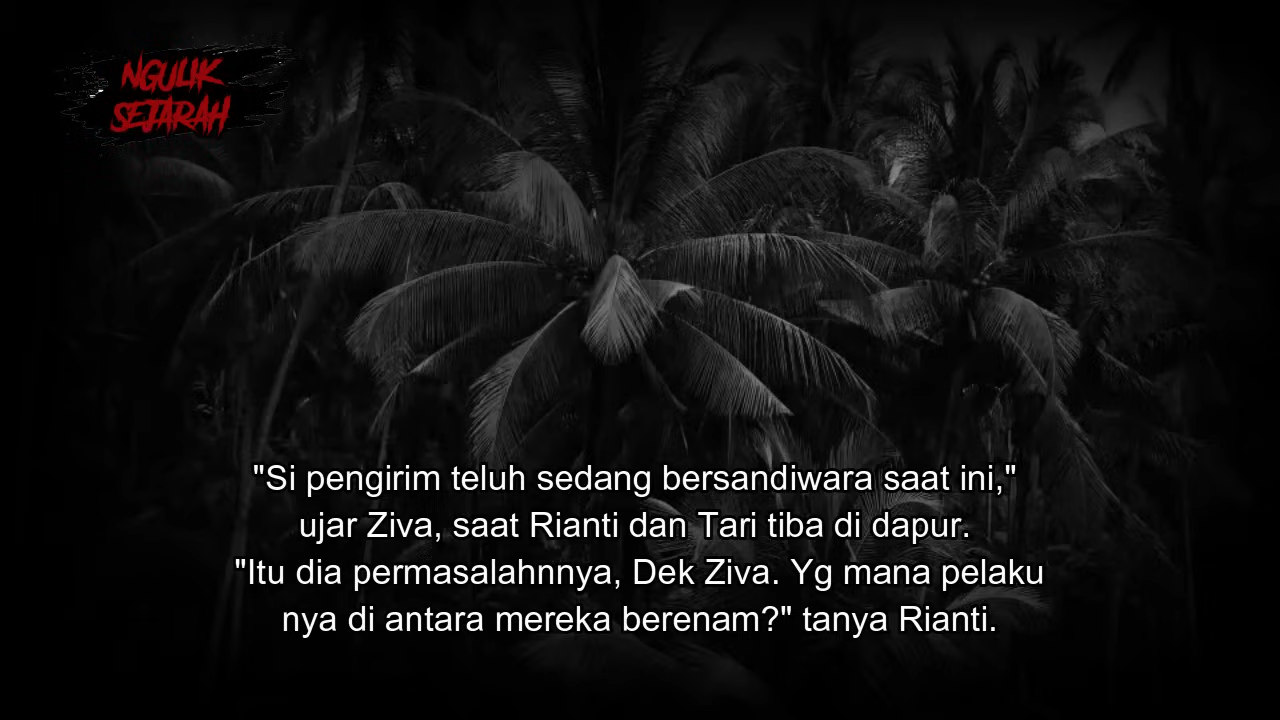 NGULIK
SEJARAH
"Si pengirim teluh sedang bersandiwara saat ini,"
ujar Ziva, saat Rianti dan Tari tiba di dapur.
"Itu dia permasalahnnya, Dek Ziva. Yg mana pelaku
nya di antara mereka berenam?" tanya Rianti.